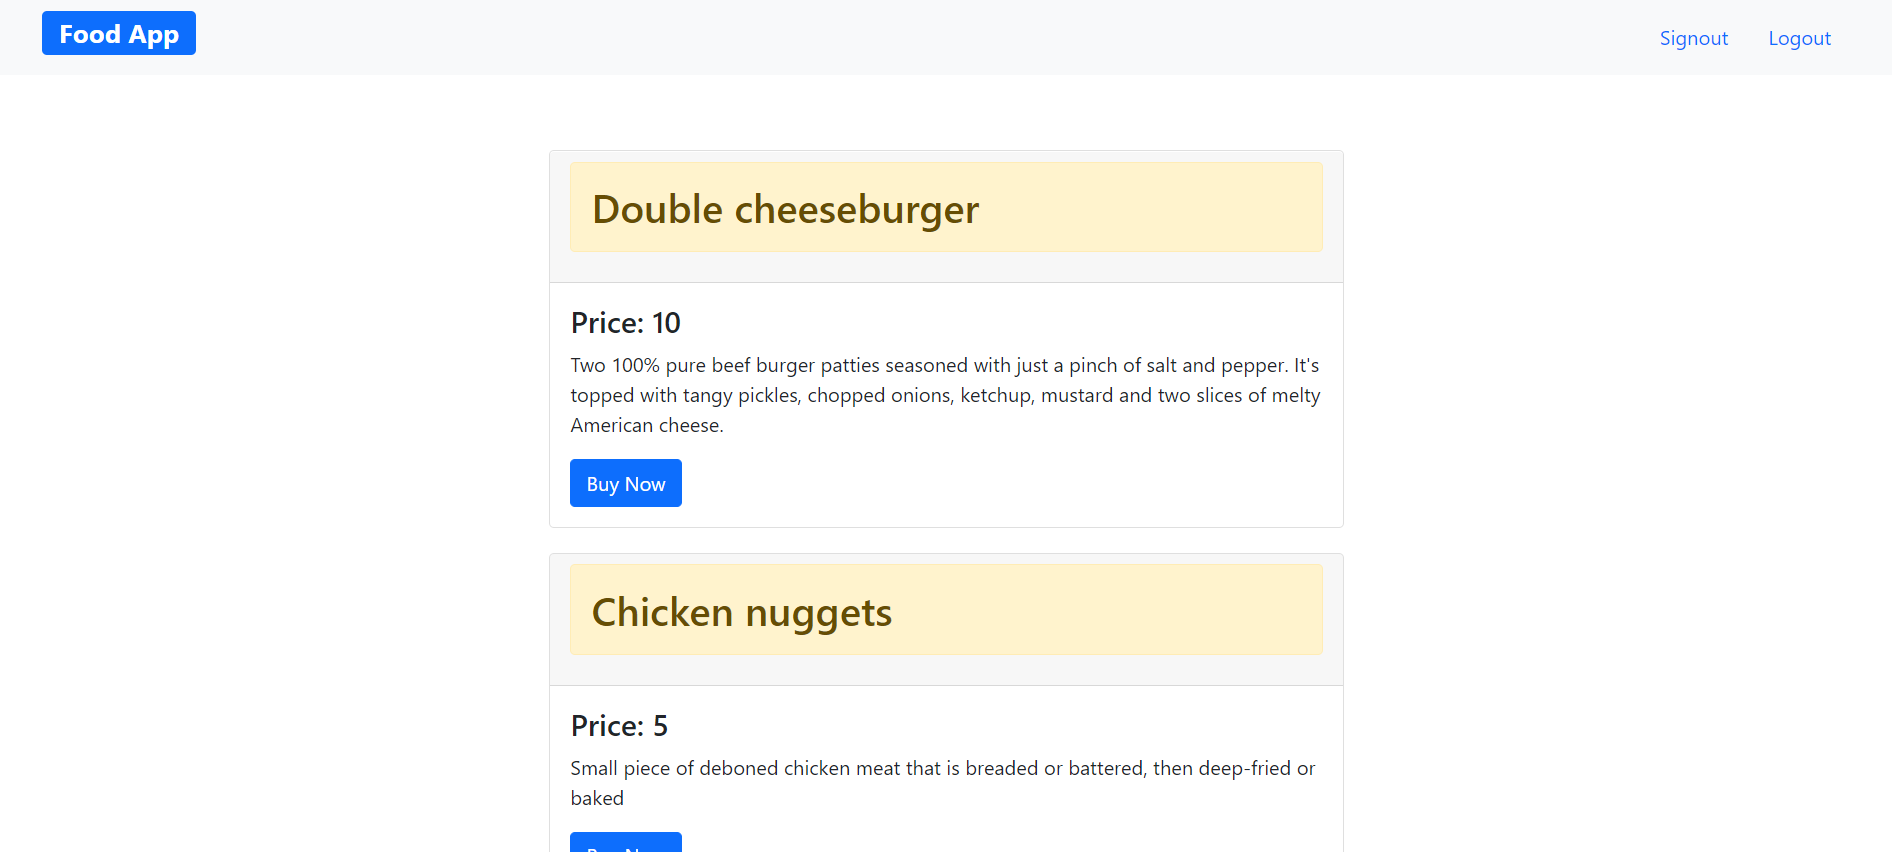 Food App
Signout Logout
Double cheeseburger
Price: 10
Two 100% pure beef burger patties seasoned with just a pinch of salt and pepper. It's
topped with tangy pickles, chopped onions, ketchup, mustard and two slices of melty
American cheese.
Buy Now
Chicken nuggets
Price: 5
Small piece of deboned chicken meat that is breaded or battered, then deep-fried or
baked
Buy Now